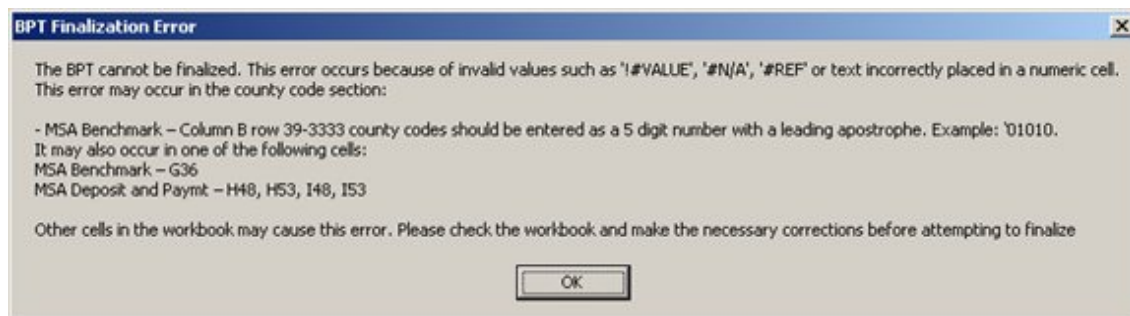 BPT Finalization Error
The BPT cannot be finalized. This error occurs because of invalid values such as '!#VALUE', '#N/A', '#REF' or text incorrectly placed in a numeric cell.
This error may occur in the county code section:
- MSA Benchmark – Column B row 39-3333 county codes should be entered as a 5 digit number with a leading apostrophe. Example: '01010.
It may also occur in one of the following cells:
MSA Benchmark – G36
MSA Deposit and Paymt – H48, H53, I48, I53
Other cells in the workbook may cause this error. Please check the workbook and make the necessary corrections before attempting to finalize
OK